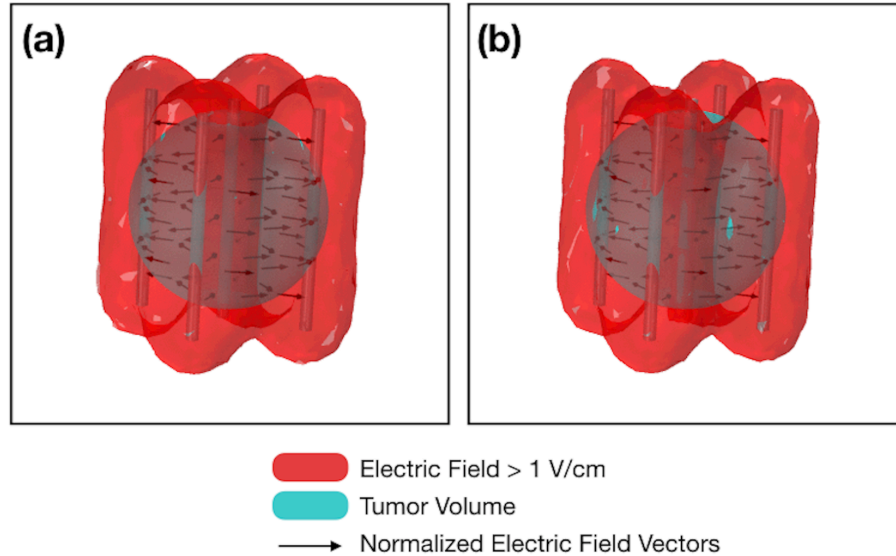 (a)
(b)
Electric Field > 1 V/cm
Tumor Volume
Normalized Electric Field Vectors